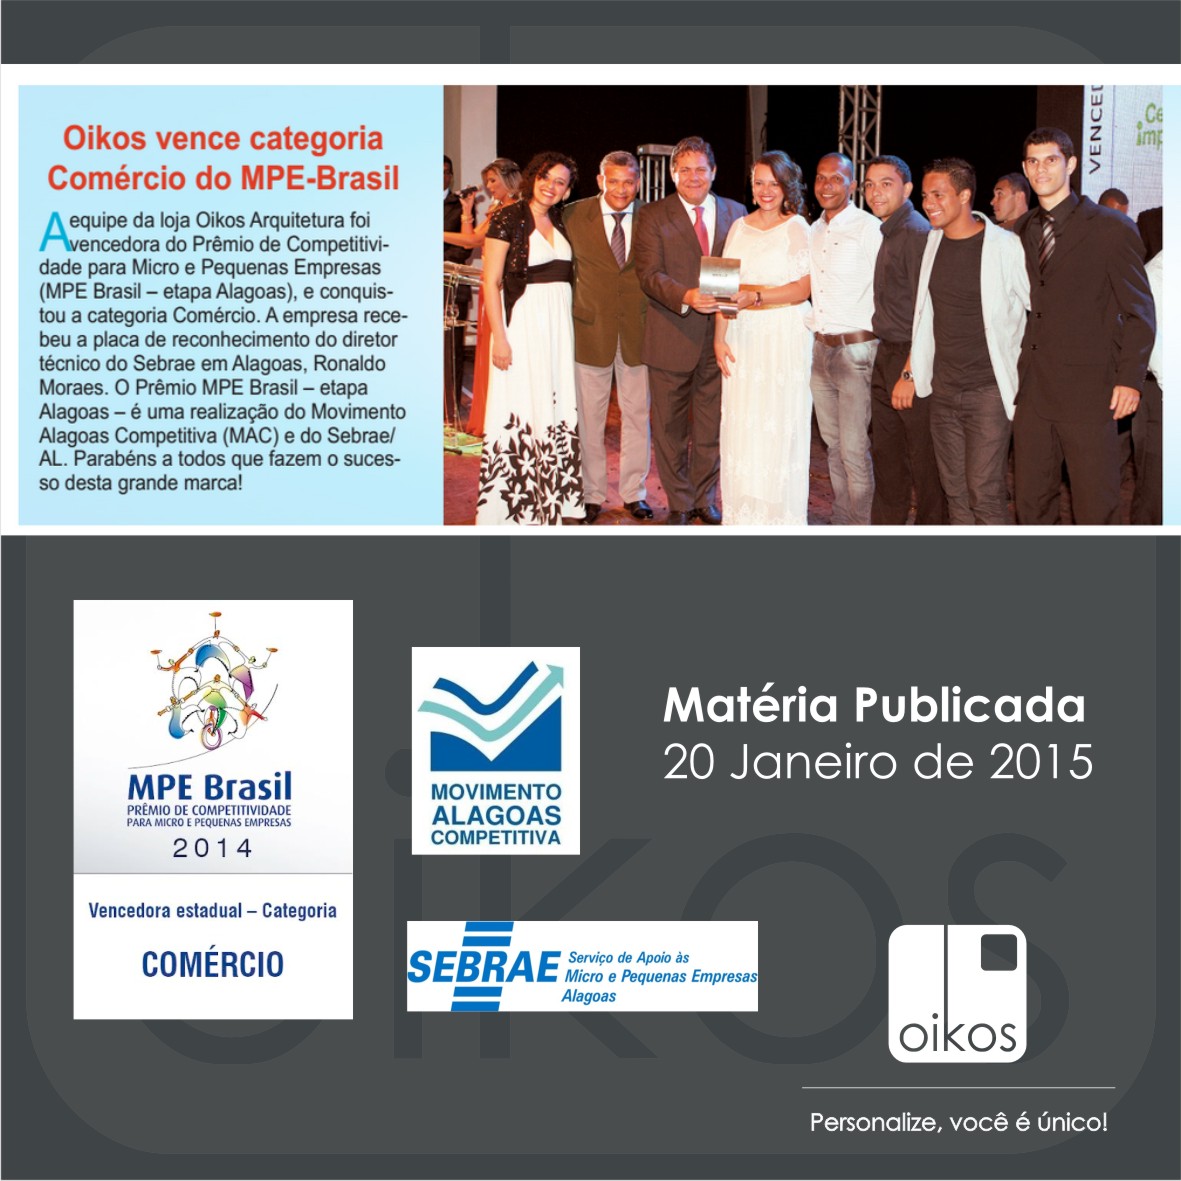 Oikos vence categoria
Comércio do MPE-Brasil
A equipe da loja Oikos Arquitetura foi
vencedora do Prêmio de Competitivi-
dade para Micro e Pequenas Empresas
(MPE Brasil – etapa Alagoas), e conquis-
tou a categoria Comércio. A empresa rece-
beu a placa de reconhecimento do diretor
técnico do Sebrae em Alagoas, Ronaldo
Moraes. O Prêmio MPE Brasil – etapa
Alagoas – é uma realização do Movimento
Alagoas Competitiva (MAC) e do Sebrae/
AL. Parabéns a todos que fazem o suces-
so desta grande marca!
VENCED
Ce
imp
MPE Brasil
PRÊMIO DE COMPETITIVIDADE
PARA MICRO E PEQUENAS EMPRESAS
2014
Vencedora estadual – Categoria
COMÉRCIO
MOVIMENTO
ALAGOAS
COMPETITIVA
Matéria Publicada
20 Janeiro de 2015
SEBRAE
Serviço de Apoio às
Micro e Pequenas Empresas
Alagoas
oikos
oikos
Personalize, você é único!